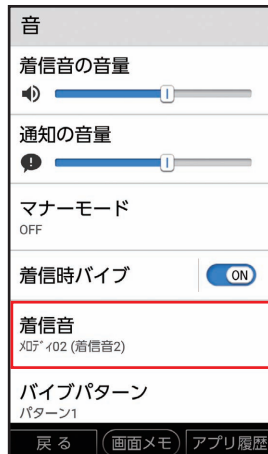 音
着信音の音量
通知の音量
マナーモード
OFF
着信時バイブ
ON
着信音
ﾒﾛﾃﾞｨ02 (着信音2)
バイブパターン
パターン1
戻る
画面メモ
アプリ履歴